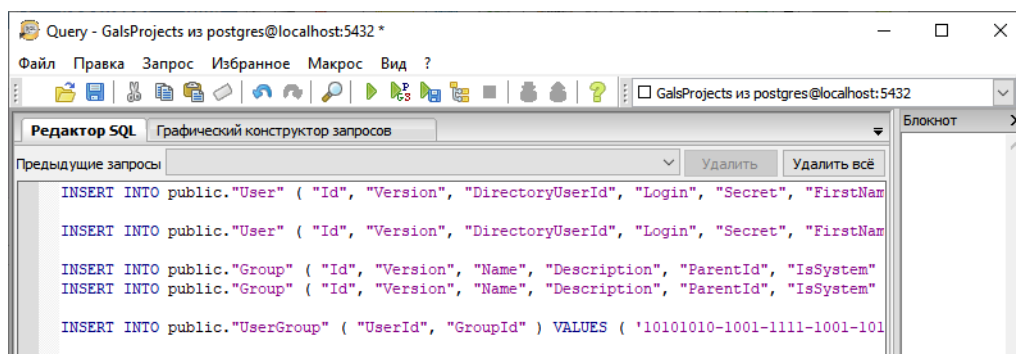 Query - GalsProjects из postgres@localhost:5432 *
Файл Правка Запрос Избранное Макрос Вид ?
GalsProjects из postgres@localhost:5432
Редактор SQL Графический конструктор запросов
Блокнот
Предыдущие запросы Удалить Удалить всё
INSERT INTO public."User" ( "Id", "Version", "DirectoryUserId", "Login", "Secret", "FirstNam
INSERT INTO public."User" ( "Id", "Version", "DirectoryUserId", "Login", "Secret", "FirstNam
INSERT INTO public."Group" ( "Id", "Version", "Name", "Description", "ParentId", "IsSystem"
INSERT INTO public."Group" ( "Id", "Version", "Name", "Description", "ParentId", "IsSystem"
INSERT INTO public."UserGroup" ( "UserId", "GroupId" ) VALUES ( '10101010-1001-1111-1001-101